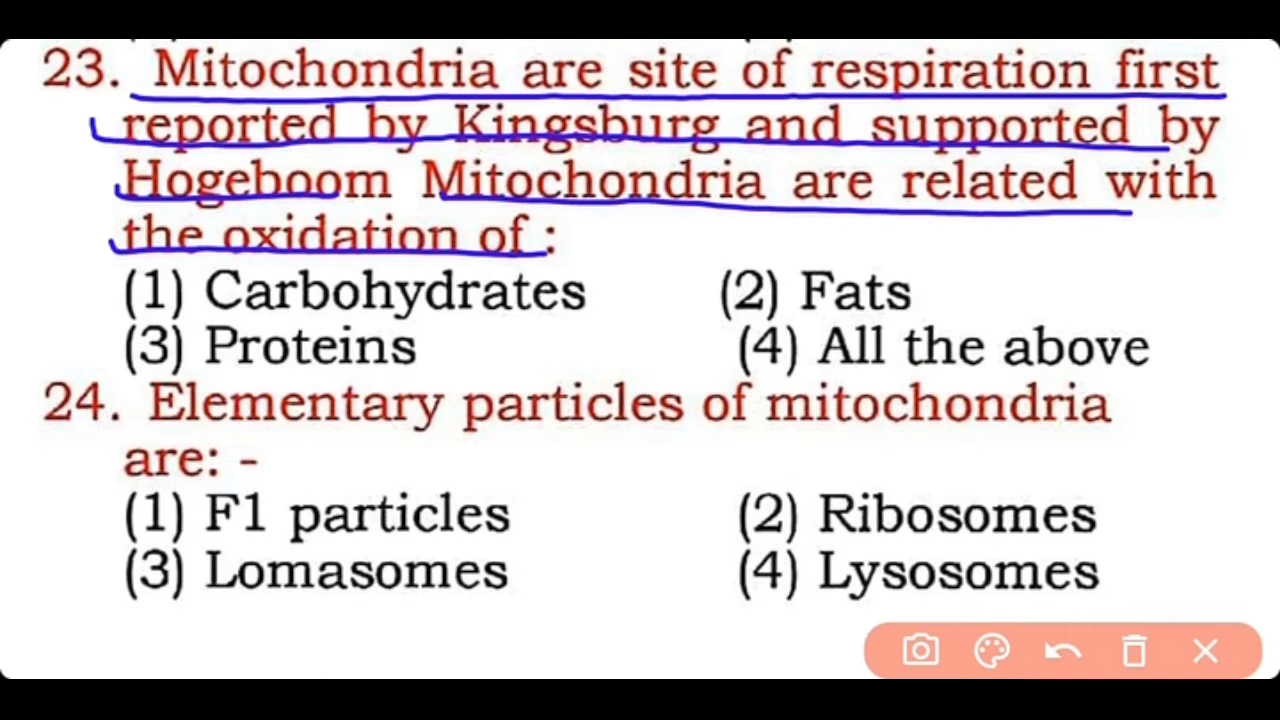 23. Mitochondria are site of respiration first
reported by Kingsburg and supported by
Hogeboom Mitochondria are related with
the oxidation of :
(1) Carbohydrates (2) Fats
(3) Proteins (4) All the above
24. Elementary particles of mitochondria
are: -
(1) F1 particles (2) Ribosomes
(3) Lomasomes (4) Lysosomes